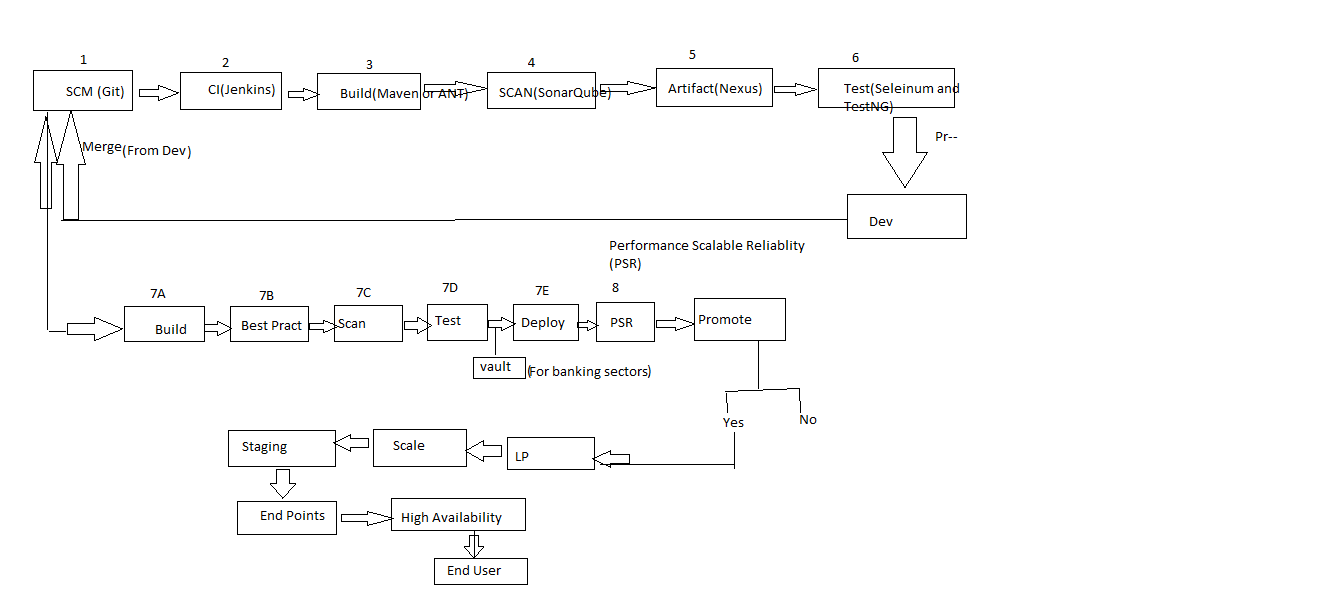 1
2
3
4
5
6
SCM (Git)
CI(Jenkins)
Build(Maven or ANT)
SCAN(SonarQube)
Artifact(Nexus)
Test(Seleinum and
TestNG)
Pr--
Merge(From Dev)
Dev
Performance Scalable Reliablity
(PSR)
7A
7B
7C
7D
7E
8
Build
Best Pract
Scan
Test
Deploy
PSR
Promote
vault
(For banking sectors)
Yes
No
Staging
Scale
LP
End Points
High Availability
End User